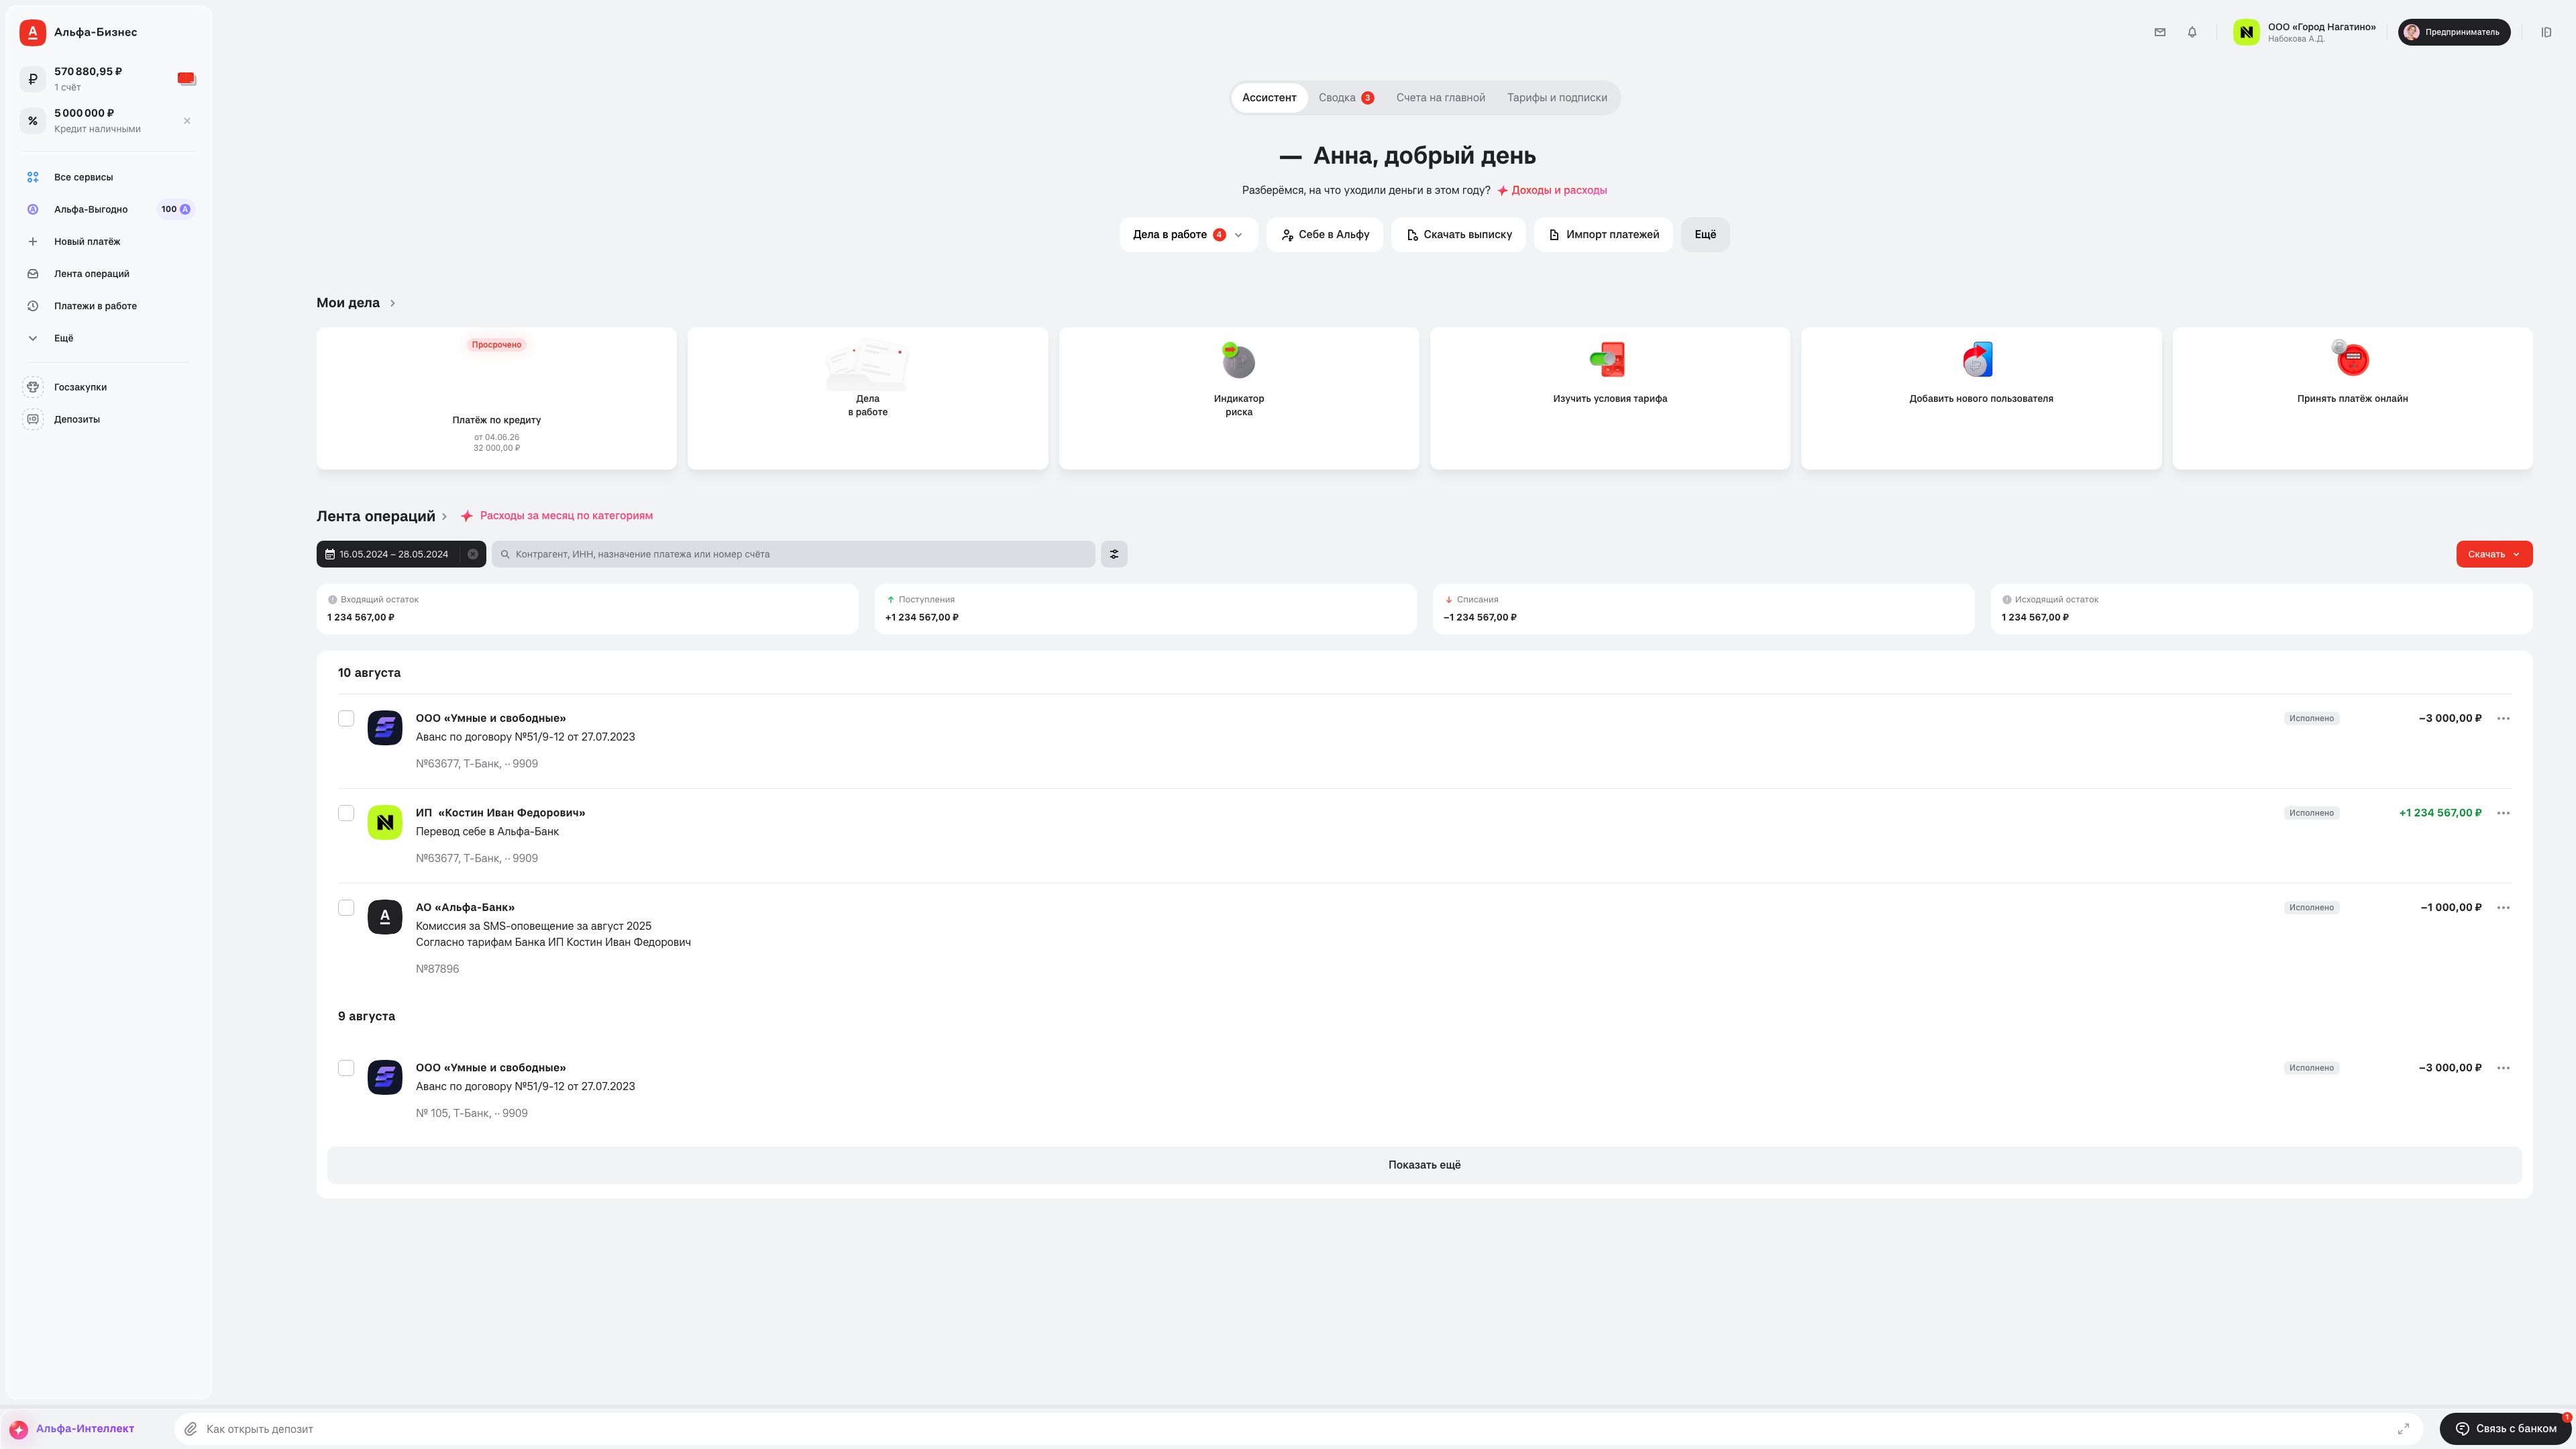 Альфа-Бизнес
570 880,95 ₽
1 счёт
5 000 000 ₽
Кредит наличными
Все сервисы
Альфа-Выгодно 100
Новый платёж
Лента операций
Платежи в работе
Ещё
Госзакупки
Депозиты
ООО «Город Нагатино»
Набокова А.Д.
Предприниматель
Ассистент Сводка 3 Счета на главной Тарифы и подписки
— Анна, добрый день
Разберёмся, на что уходили деньги в этом году? Доходы и расходы
Дела в работе 4 Себе в Альфу Скачать выписку Импорт платежей Ещё
Мои дела
Просрочено
Платёж по кредиту
от 04.06.26
32 000,00 ₽
Дела
в работе
Индикатор
риска
Изучить условия тарифа
Добавить нового пользователя
Принять платёж онлайн
Лента операций Расходы за месяц по категориям
16.05.2024 – 28.05.2024 Контрагент, ИНН, назначение платежа или номер счёта Скачать
Входящий остаток
1 234 567,00 ₽
Поступления
+1 234 567,00 ₽
Списания
−1 234 567,00 ₽
Исходящий остаток
1 234 567,00 ₽
10 августа
ООО «Умные и свободные» Исполнено −3 000,00 ₽
Аванс по договору №51/9-12 от 27.07.2023
№63677, Т-Банк, ·· 9909
ИП «Костин Иван Федорович» Исполнено +1 234 567,00 ₽
Перевод себе в Альфа-Банк
№63677, Т-Банк, ·· 9909
АО «Альфа-Банк» Исполнено −1 000,00 ₽
Комиссия за SMS-оповещение за август 2025
Согласно тарифам Банка ИП Костин Иван Федорович
№87896
9 августа
ООО «Умные и свободные» Исполнено −3 000,00 ₽
Аванс по договору №51/9-12 от 27.07.2023
№ 105, Т-Банк, ·· 9909
Показать ещё
Альфа-Интеллект Как открыть депозит Связь с банком 1